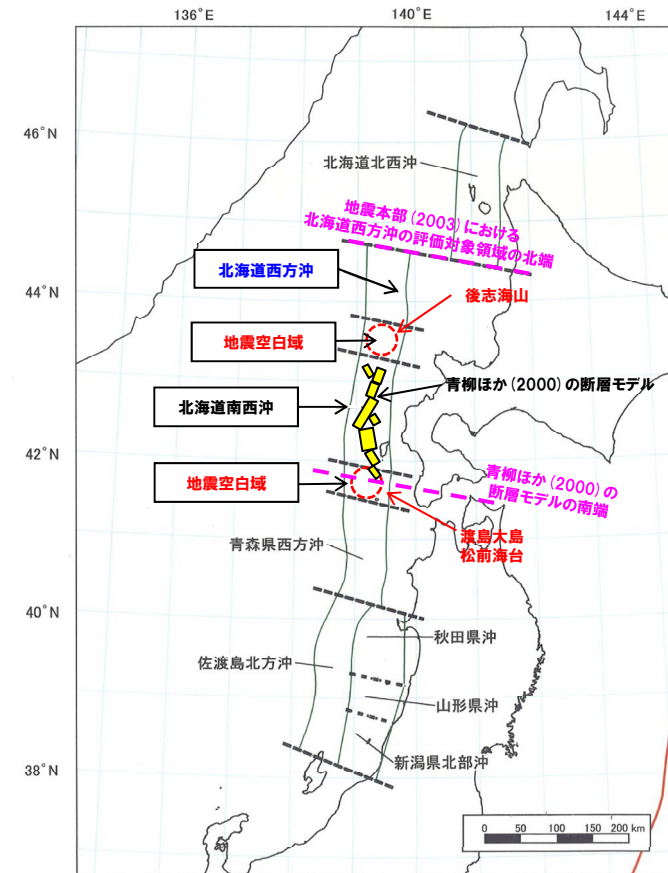 136°E
140°E
144°E
46°N
北海道北西沖
地震本部(2003)における
北海道西方沖の評価対象領域の北端
北海道西方沖
44°N
後志海山
地震空白域
青柳ほか(2000)の断層モデル
北海道南西沖
42°N
地震空白域
青柳ほか(2000)の
断層モデルの南端
渡島大島
松前海台
青森県西方沖
40°N
秋田県沖
佐渡島北方沖
山形県沖
新潟県北部沖
38°N
0 50 100 150 200 km